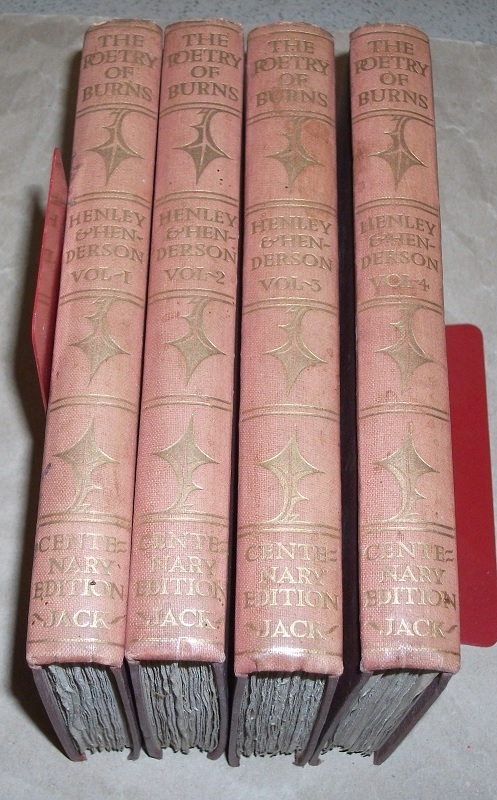 THE
POETRY
OF
BURNS
HENLEY
& HEN-
DERSON
VOL-1
CENTE=
NARY
EDITION
JACK
THE
POETRY
OF
BURNS
HENLEY
& HEN-
DERSON
VOL-2
CENTE=
NARY
EDITION
JACK
THE
POETRY
OF
BURNS
HENLEY
& HEN-
DERSON
VOL-3
CENTE=
NARY
EDITION
JACK
THE
POETRY
OF
BURNS
HENLEY
& HEN-
DERSON
VOL-4
CENTE=
NARY
EDITION
JACK